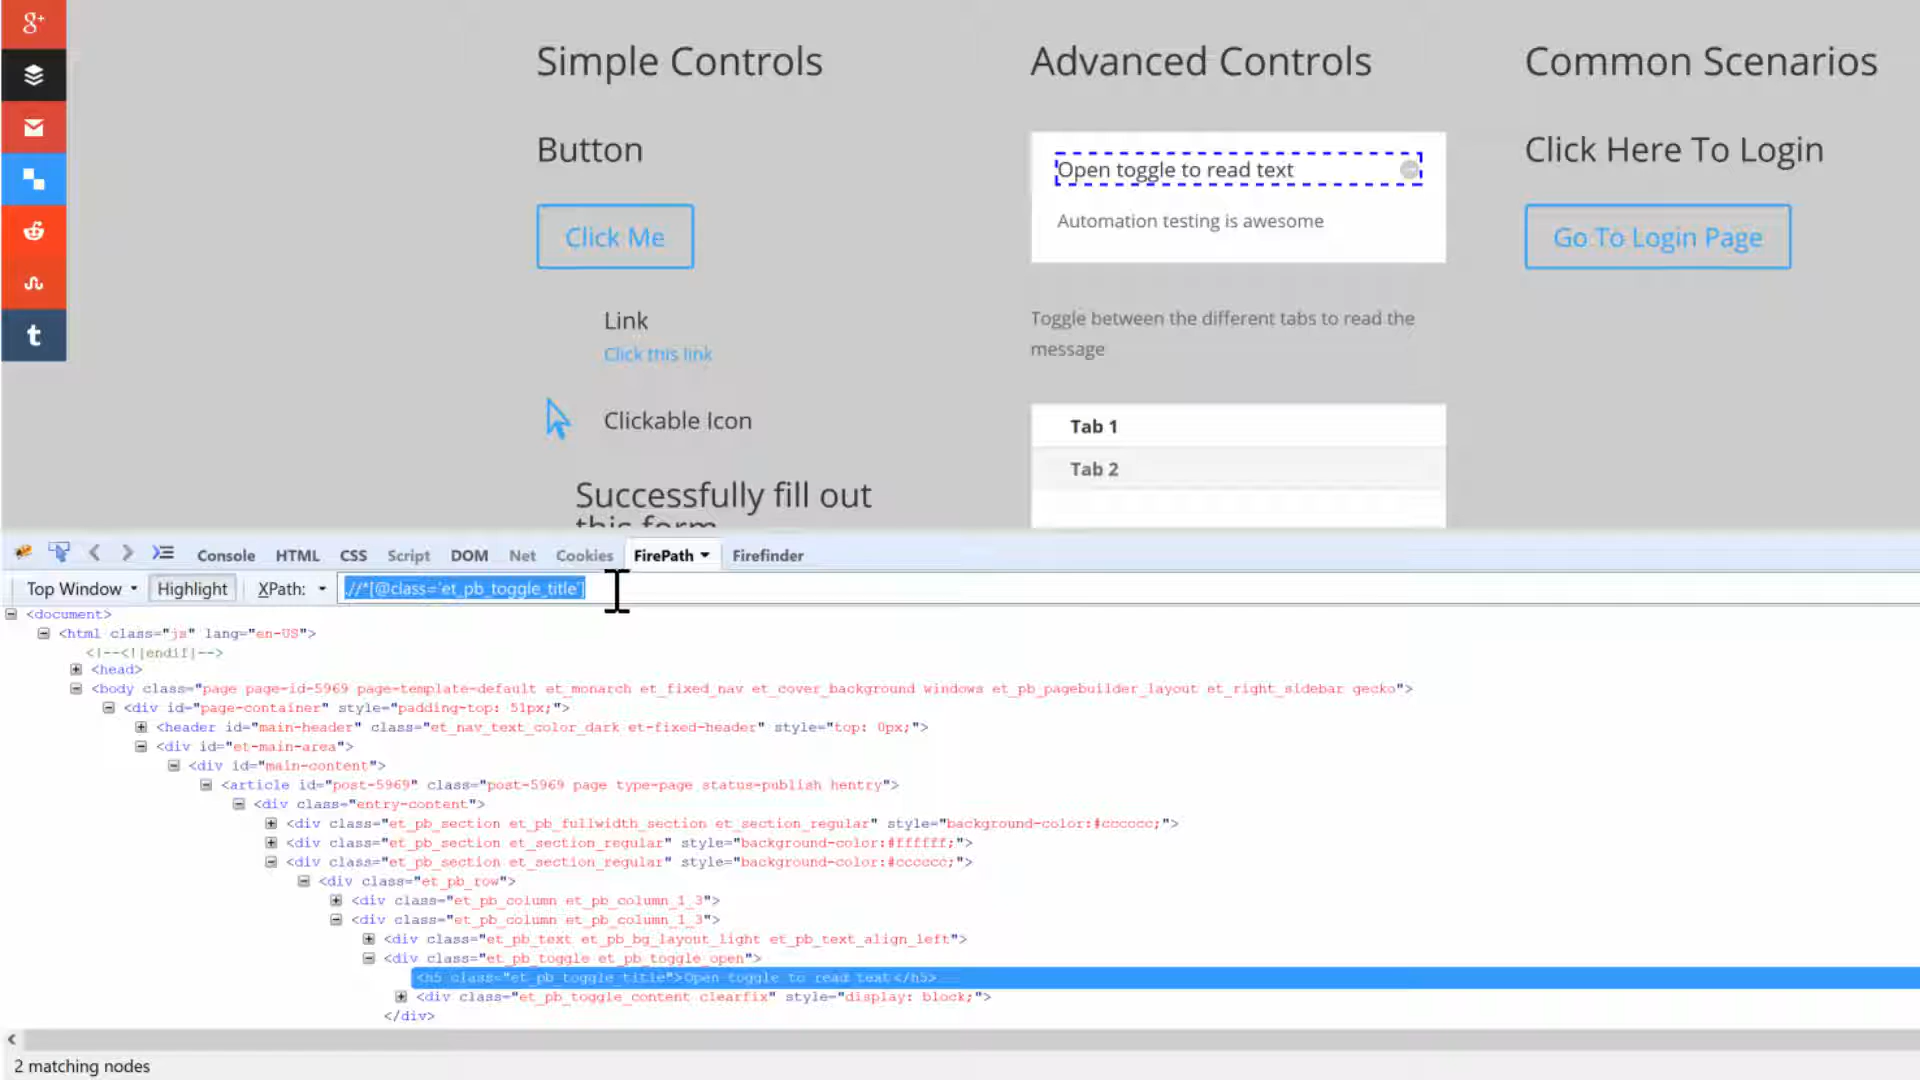 g+
Simple Controls
Advanced Controls
Common Scenarios
Button
Open toggle to read text
Click Here To Login
Click Me
Automation testing is awesome
Go To Login Page
Link
Toggle between the different tabs to read the
message
Click this link
t
Clickable Icon
Tab 1
Tab 2
Successfully fill out
this form
Console HTML CSS Script DOM Net Cookies FirePath Firefinder
Top Window Highlight XPath: .//*[@class='et_pb_toggle_title']
<document>
<html class="js" lang="en-US">
<!--<![endif]-->
<head>
<body class="page page-id-5969 page-template-default et_monarch et_fixed_nav et_cover_background windows et_pb_pagebuilder_layout et_right_sidebar gecko">
<div id="page-container" style="padding-top: 51px;">
<header id="main-header" class="et_nav_text_color_dark et-fixed-header" style="top: 0px;">
<div id="et-main-area">
<div id="main-content">
<article id="post-5969" class="post-5969 page type-page status-publish hentry">
<div class="entry-content">
<div class="et_pb_section et_pb_fullwidth_section et_section_regular" style="background-color:#cccccc;">
<div class="et_pb_section et_section_regular" style="background-color:#ffffff;">
<div class="et_pb_section et_section_regular" style="background-color:#cccccc;">
<div class="et_pb_row">
<div class="et_pb_column et_pb_column_1_3">
<div class="et_pb_column et_pb_column_1_3">
<div class="et_pb_text et_pb_bg_layout_light et_pb_text_align_left">
<div class="et_pb_toggle et_pb_toggle_open">
<h5 class="et_pb_toggle_title">Open toggle to read text</h5>
<div class="et_pb_toggle_content clearfix" style="display: block;">
</div>
2 matching nodes